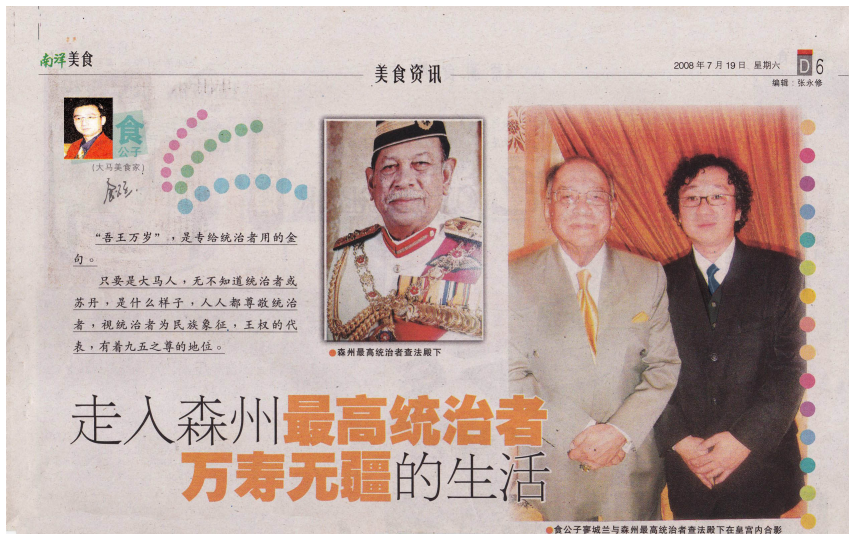 南洋美食
美食资讯
2008年7月19日 星期六
D6
编辑：张永修
食
公子
(大马美食家)
“吾王万岁”，是专给统治者用的金
句。
只要是大马人，无不知道统治者或
苏丹，是什么样子，人人都尊敬统治
者，视统治者为民族象征，王权的代
表，有着九五之尊的地位。
●森州最高统治者查法殿下
走入森州最高统治者
万寿无疆的生活
●食公子寥城兰与森州最高统治者查法殿下在皇宫内合影